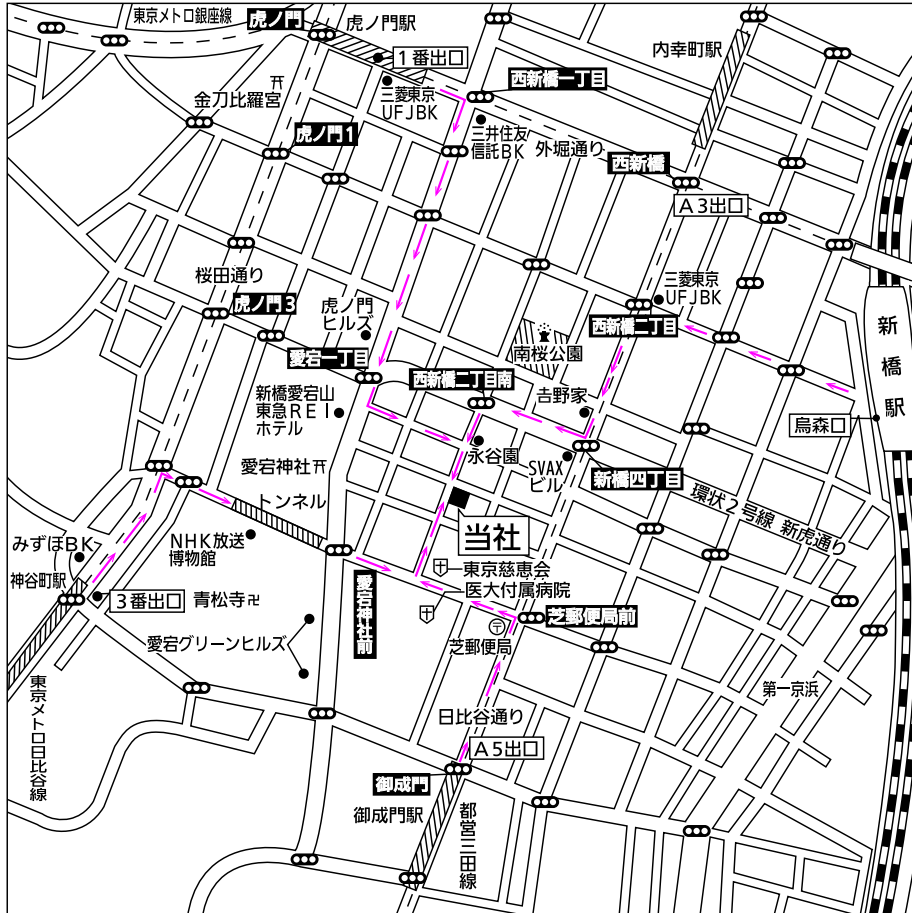 東京メトロ銀座線
虎ノ門
虎ノ門駅
1番出口
内幸町駅
西新橋一丁目
金刀比羅宮
三菱東京
UFJBK
虎ノ門1
三井住友
信託BK
外堀通り
西新橋
A3出口
桜田通り
三菱東京
UFJBK
虎ノ門3
虎ノ門
ヒルズ
西新橋二丁目
新橋駅
南桜公園
愛宕一丁目
西新橋二丁目南
新橋愛宕山
東急REI
ホテル
吉野家
烏森口
永谷園
愛宕神社
SVAX
ビル
新橋四丁目
トンネル
環状2号線 新虎通り
当社
みずほBK
NHK放送
博物館
神谷町駅
東京慈恵会
医大付属病院
3番出口
青松寺卍
愛宕神社前
芝郵便局前
愛宕グリーンヒルズ
〒
芝郵便局
第一京浜
東京メトロ日比谷線
日比谷通り
A5出口
御成門
御成門駅
都営三田線